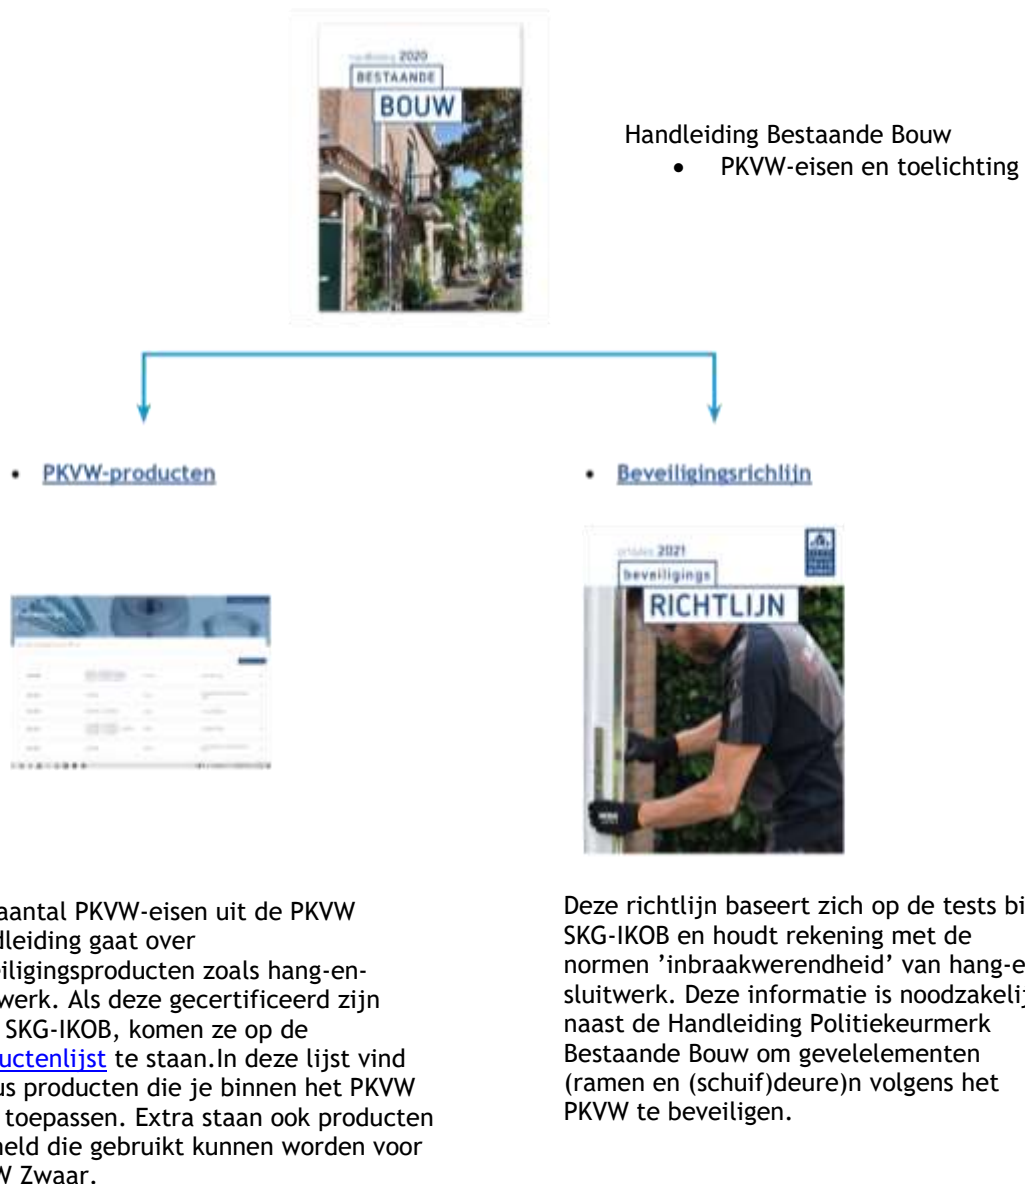 2020
BESTAANDE
BOUW
Handleiding Bestaande Bouw
• PKVW-eisen en toelichting
• PKVW-producten
• Beveiligingsrichlijn
2021
beveiligings
RICHTLIJN
aantal PKVW-eisen uit de PKVW
dleiding gaat over
eiligingsproducten zoals hang-en-
werk. Als deze gecertificeerd zijn
SKG-IKOB, komen ze op de
uctenlijst te staan.In deze lijst vind
us producten die je binnen het PKVW
toepassen. Extra staan ook producten
neld die gebruikt kunnen worden voor
W Zwaar.
Deze richtlijn baseert zich op de tests bi
SKG-IKOB en houdt rekening met de
normen ’inbraakwerendheid’ van hang-e
sluitwerk. Deze informatie is noodzakelij
naast de Handleiding Politiekeurmerk
Bestaande Bouw om gevelelementen
(ramen en (schuif)deure)n volgens het
PKVW te beveiligen.